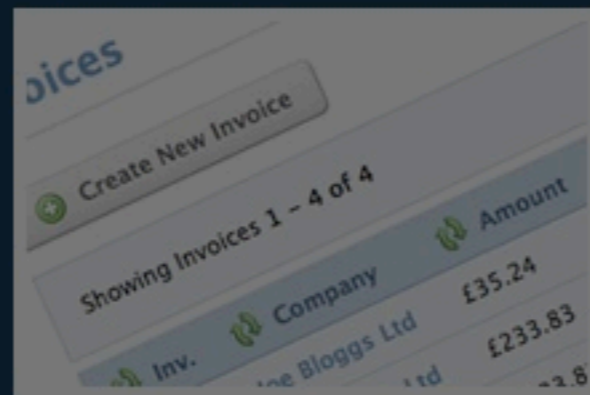 oices
Create New Invoice
Showing Invoices 1 – 4 of 4
Inv. Company Amount
oe Bloggs Ltd £35.24
Ltd £233.83